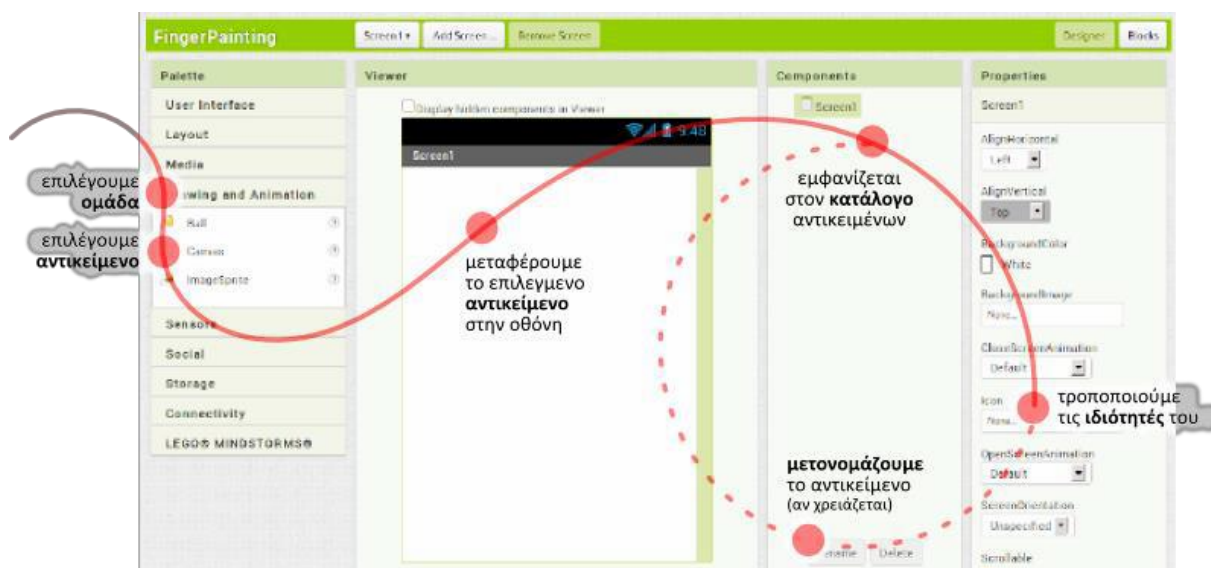 FingerPainting
Screen1 Add Screen ... Remove Screen
Designer Blocks
Palette
User Interface
Layout
Media
wing and Animation
Ball
Canvas
ImageSprite
Sensors
Social
Storage
Connectivity
LEGO® MINDSTORMS®
επιλέγουμε
ομάδα
επιλέγουμε
αντικείμενο
Viewer
Display hidden components in Viewer
9:48
Screen1
μεταφέρουμε
το επιλεγμενο
αντικείμενο
στην οθόνη
Components
Screen1
εμφανίζεται
στον κατάλογο
αντικειμένων
μετονομάζουμε
το αντικείμενο
(αν χρειάζεται)
ename Delete
Properties
Screen1
AlignHorizontal
Left
AlignVertical
Top
BackgroundColor
White
BackgroundImage
None...
CloseScreenAnimation
Default
Icon
None...
τροποποιούμε
τις ιδιότητές του
OpenScreenAnimation
Default
ScreenOrientation
Unspecified
Scrollable